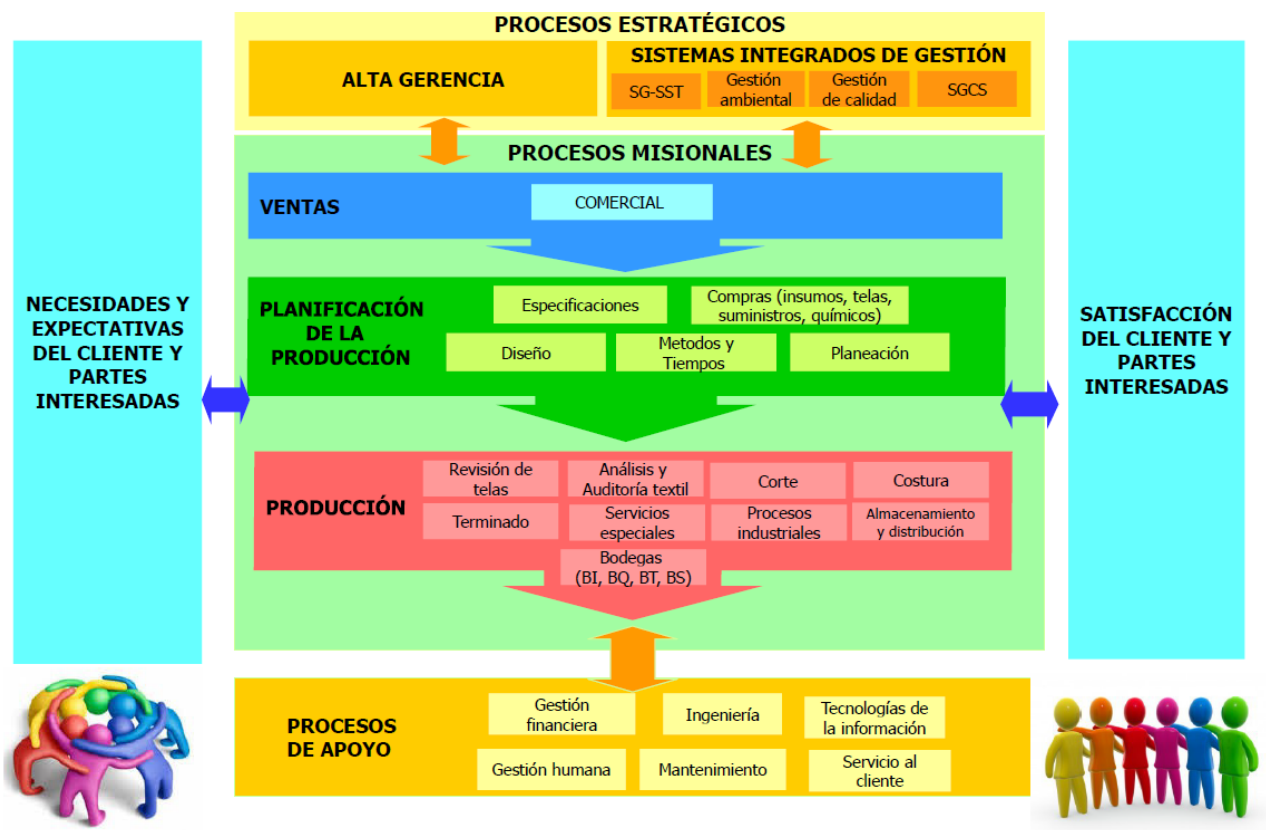 PROCESOS ESTRATÉGICOS
ALTA GERENCIA
SISTEMAS INTEGRADOS DE GESTIÓN
SG-SST
Gestión
ambiental
Gestión
de calidad
SGCS
PROCESOS MISIONALES
VENTAS
COMERCIAL
NECESIDADES Y
EXPECTATIVAS
DEL CLIENTE Y
PARTES
INTERESADAS
PLANIFICACIÓN
DE LA
PRODUCCIÓN
Especificaciones
Compras (insumos, telas,
suministros, químicos)
Diseño
Metodos y
Tiempos
Planeación
SATISFACCIÓN
DEL CLIENTE Y
PARTES
INTERESADAS
PRODUCCIÓN
Revisión de
telas
Análisis y
Auditoría textil
Corte
Costura
Terminado
Servicios
especiales
Procesos
industriales
Almacenamiento
y distribución
Bodegas
(BI, BQ, BT, BS)
PROCESOS
DE APOYO
Gestión
financiera
Ingeniería
Tecnologías de
la información
Gestión humana
Mantenimiento
Servicio al
cliente